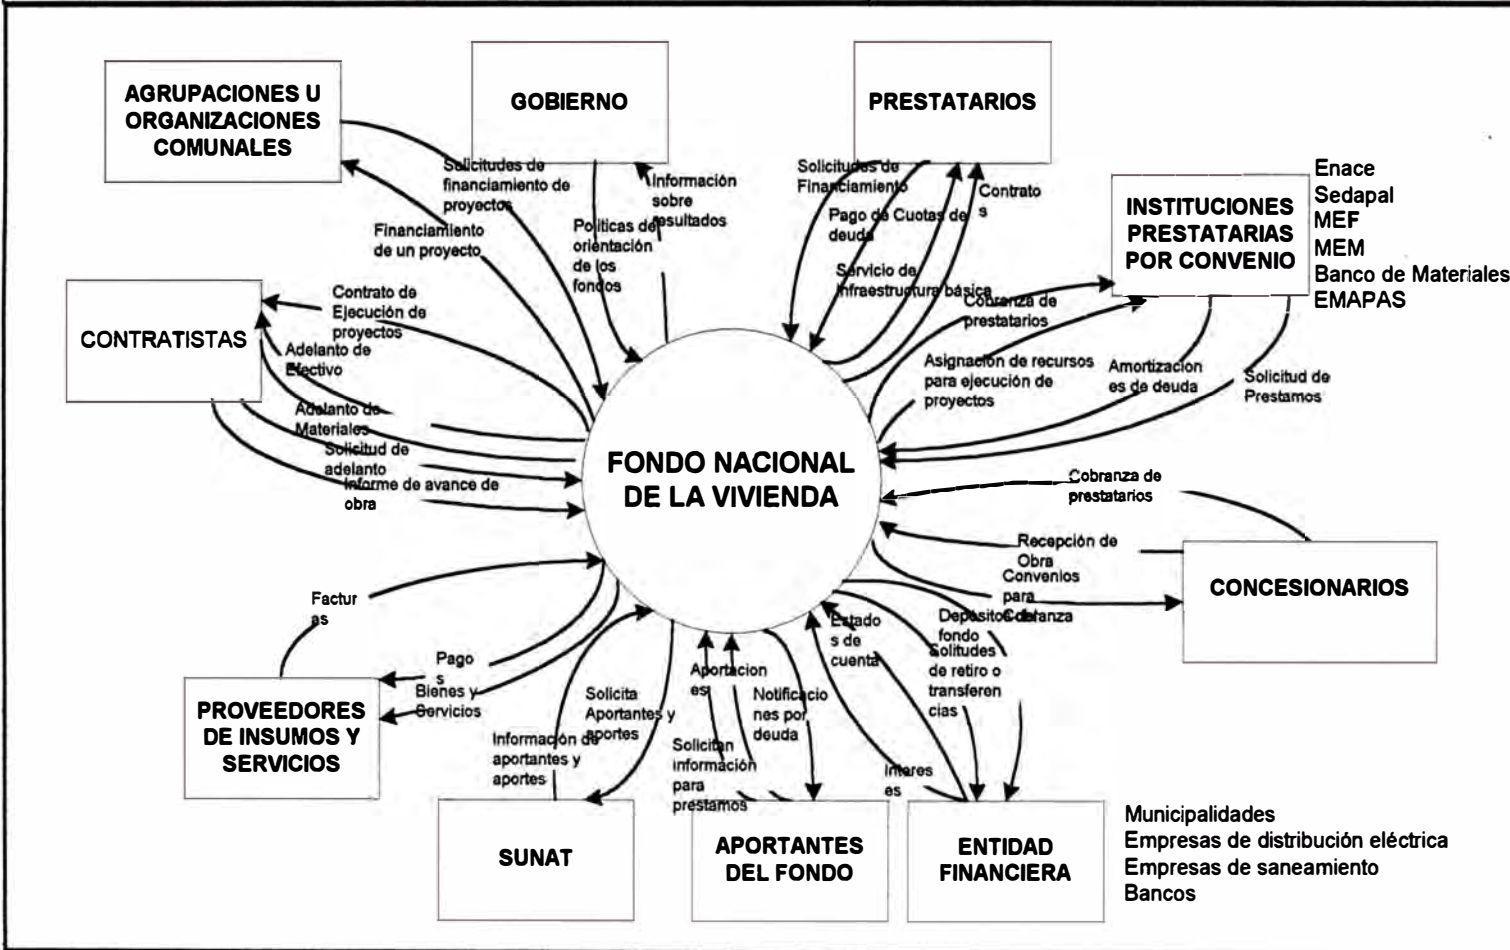 AGRUPACIONES U
ORGANIZACIONES
COMUNALES
GOBIERNO
PRESTATARIOS
INSTITUCIONES
PRESTATARIAS
POR CONVENIO
Enace
Sedapal
MEF
MEM
Banco de Materiales
EMAPAS
Solicitudes de
financiamiento de
proyectos
Información
sobre
resultados
Solicitudes de
Financiamiento
Contrato
s
Pago de Cuotas de
deuda
Financiamiento
de un proyecto
Políticas de
orientación
de los
fondos
Servicio de
Infraestructura básica
CONTRATISTAS
Contrato de
Ejecución de
proyectos
Cobranza de
prestatarios
Adelanto de
Efectivo
Asignación de recursos
para ejecución de
proyectos
Amortizacion
es de deuda
Solicitud de
Prestamos
Adelanto de
Materiales
Solicitud de
adelanto
Informe de avance de
obra
FONDO NACIONAL
DE LA VIVIENDA
Cobranza de
prestatarios
Recepción de
Obra
Convenios
para
Cobranza
CONCESIONARIOS
Factur
as
Pago
s
Bienes y
Servicios
PROVEEDORES
DE INSUMOS Y
SERVICIOS
Información de
aportantes y
aportes
Solicita
Aportantes y
aportes
Aportacion
es
Solicitan
información
para
prestamos
Notificacio
nes por
deuda
Estado
s de
cuenta
Interes
es
fondo
Solitudes
de retiro o
transferen
cias
SUNAT
APORTANTES
DEL FONDO
ENTIDAD
FINANCIERA
Municipalidades
Empresas de distribución eléctrica
Empresas de saneamiento
Bancos